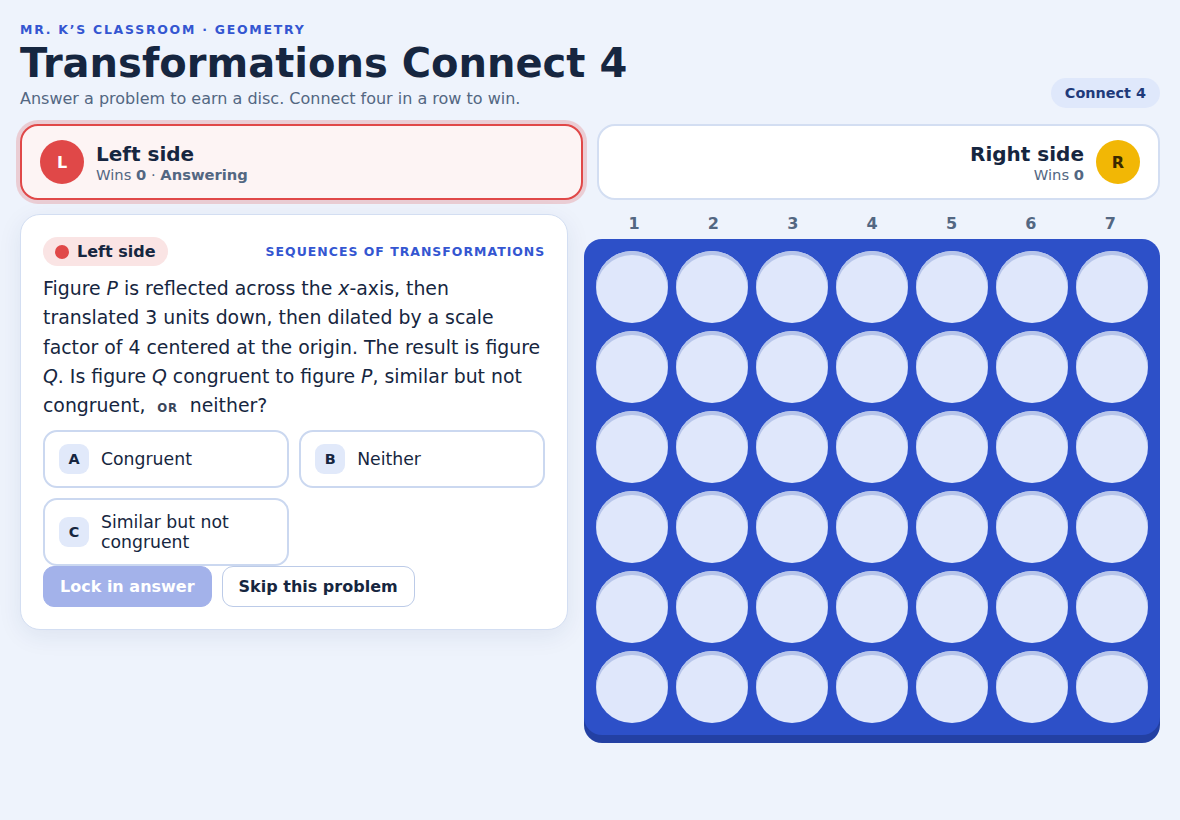 MR. K’S CLASSROOM · GEOMETRY
Transformations Connect 4
Answer a problem to earn a disc. Connect four in a row to win.
Connect 4
L
Left side
Wins 0 · Answering
Right side
Wins 0
R
Left side
SEQUENCES OF TRANSFORMATIONS
Figure P is reflected across the x-axis, then
translated 3 units down, then dilated by a scale
factor of 4 centered at the origin. The result is figure
Q. Is figure Q congruent to figure P, similar but not
congruent, OR neither?
A Congruent
B Neither
C Similar but not
congruent
Lock in answer
Skip this problem
1 2 3 4 5 6 7